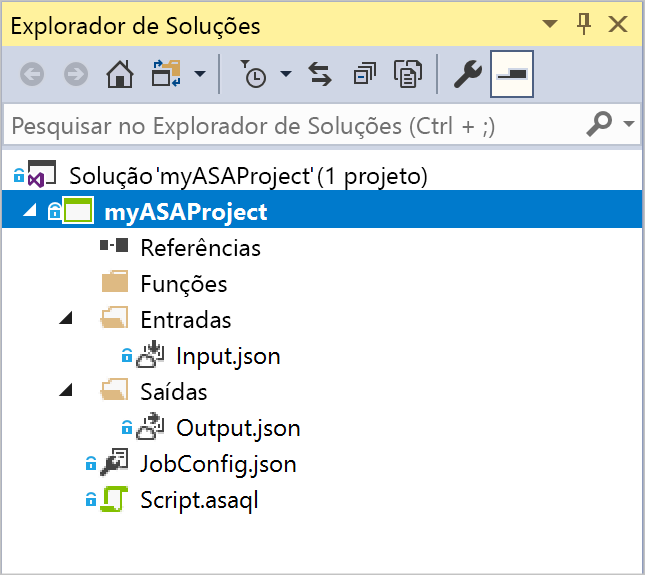 Explorador de Soluções
Pesquisar no Explorador de Soluções (Ctrl + ;)
Solução 'myASAProject' (1 projeto)
myASAProject
Referências
Funções
Entradas
Input.json
Saídas
Output.json
JobConfig.json
Script.asaql